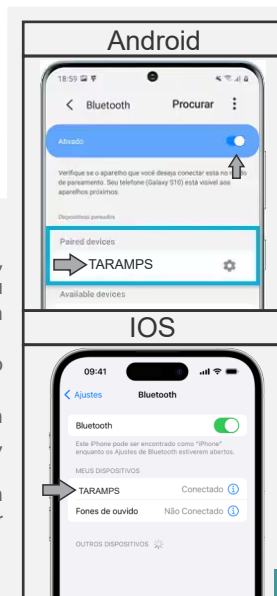 Android
18:59
Bluetooth Procurar
Ativado
Verifique se o aparelho que você deseja conectar está no modo
de pareamento. Seu telefone (Galaxy S10) está visível aos
aparelhos próximos.
Dispositivos pareados
Paired devices
TARAMPS
Available devices
IOS
09:41
Ajustes Bluetooth
Bluetooth
Este iPhone pode ser encontrado como "iPhone"
enquanto os Ajustes de Bluetooth estiverem abertos.
MEUS DISPOSITIVOS
TARAMPS Conectado
Fones de ouvido Não Conectado
OUTROS DISPOSITIVOS